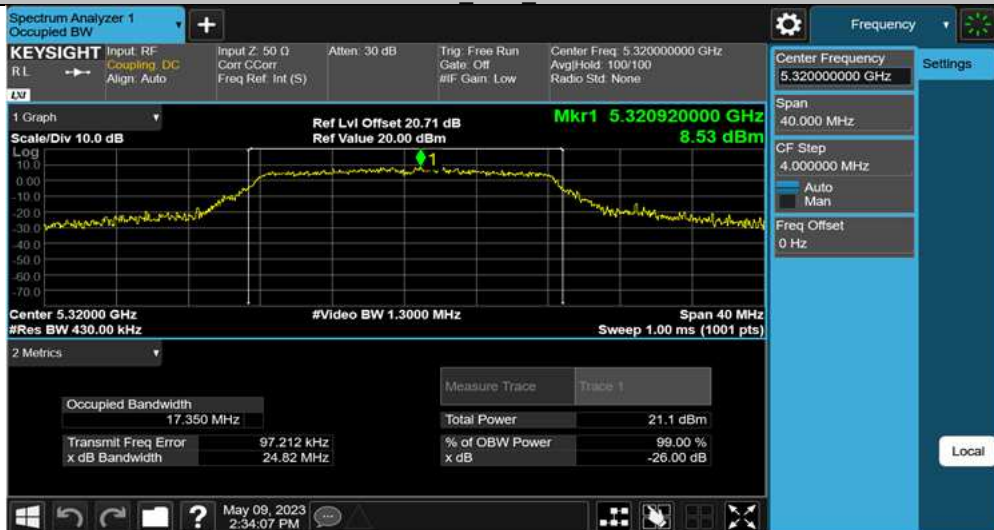 Spectrum Analyzer 1
Occupied BW
+
Frequency
KEYSIGHT Input: RF Input Z: 50 Ω Atten: 30 dB Trig: Free Run Center Freq: 5.320000000 GHz
RL Coupling: DC Corr CCorr Gate: Off Avg|Hold: 100/100
Align: Auto Freq Ref: Int (S) #IF Gain: Low Radio Std: None
LXI
Center Frequency
5.320000000 GHz
Settings
Span
40.000 MHz
CF Step
4.000000 MHz
Auto
Man
Freq Offset
0 Hz
1 Graph
Ref Lvl Offset 20.71 dB
Mkr1 5.320920000 GHz
Scale/Div 10.0 dB
Ref Value 20.00 dBm
8.53 dBm
Log
1
10.0
0.00
-10.0
-20.0
-30.0
-40.0
-50.0
-60.0
-70.0
Center 5.32000 GHz #Video BW 1.3000 MHz Span 40 MHz
#Res BW 430.00 kHz Sweep 1.00 ms (1001 pts)
2 Metrics
Measure Trace Trace 1
Occupied Bandwidth
17.350 MHz
Total Power 21.1 dBm
Transmit Freq Error 97.212 kHz % of OBW Power 99.00 %
x dB Bandwidth 24.82 MHz x dB -26.00 dB
Local
?
May 09, 2023
2:34:07 PM